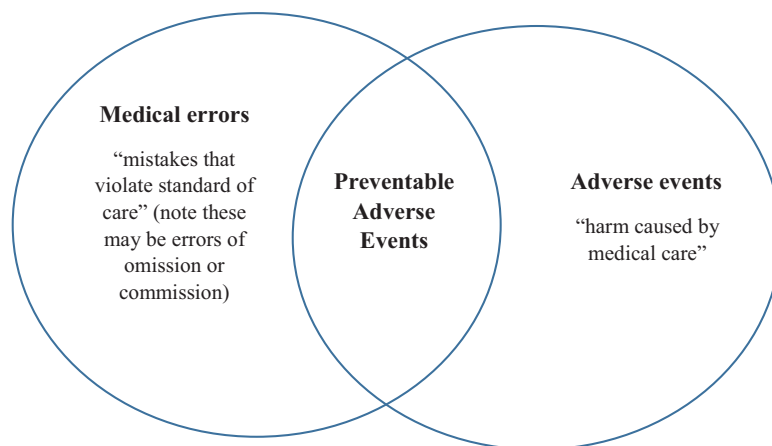 Medical errors
“mistakes that
violate standard of
care” (note these
may be errors of
omission or
commission)
Preventable
Adverse
Events
Adverse events
“harm caused by
medical care”